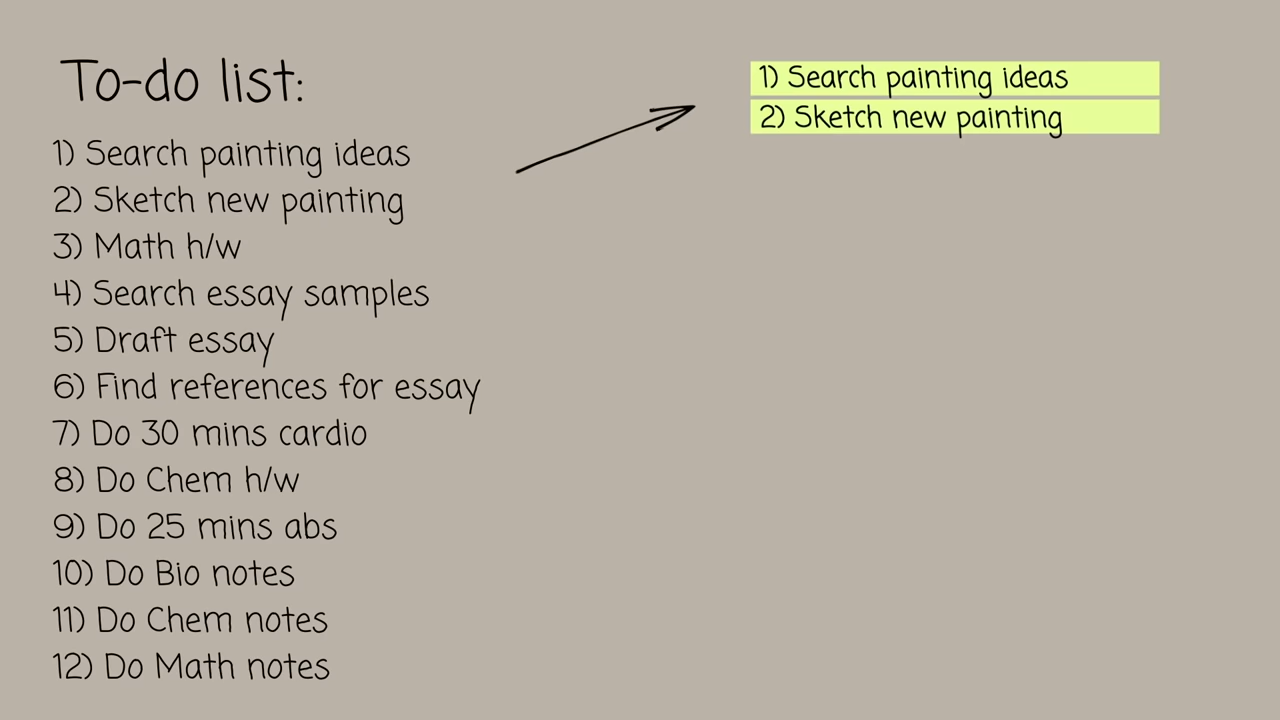 To-do list:
1) Search painting ideas
2) Sketch new painting
3) Math h/w
4) Search essay samples
5) Draft essay
6) Find references for essay
7) Do 30 mins cardio
8) Do Chem h/w
9) Do 25 mins abs
10) Do Bio notes
11) Do Chem notes
12) Do Math notes
1) Search painting ideas
2) Sketch new painting